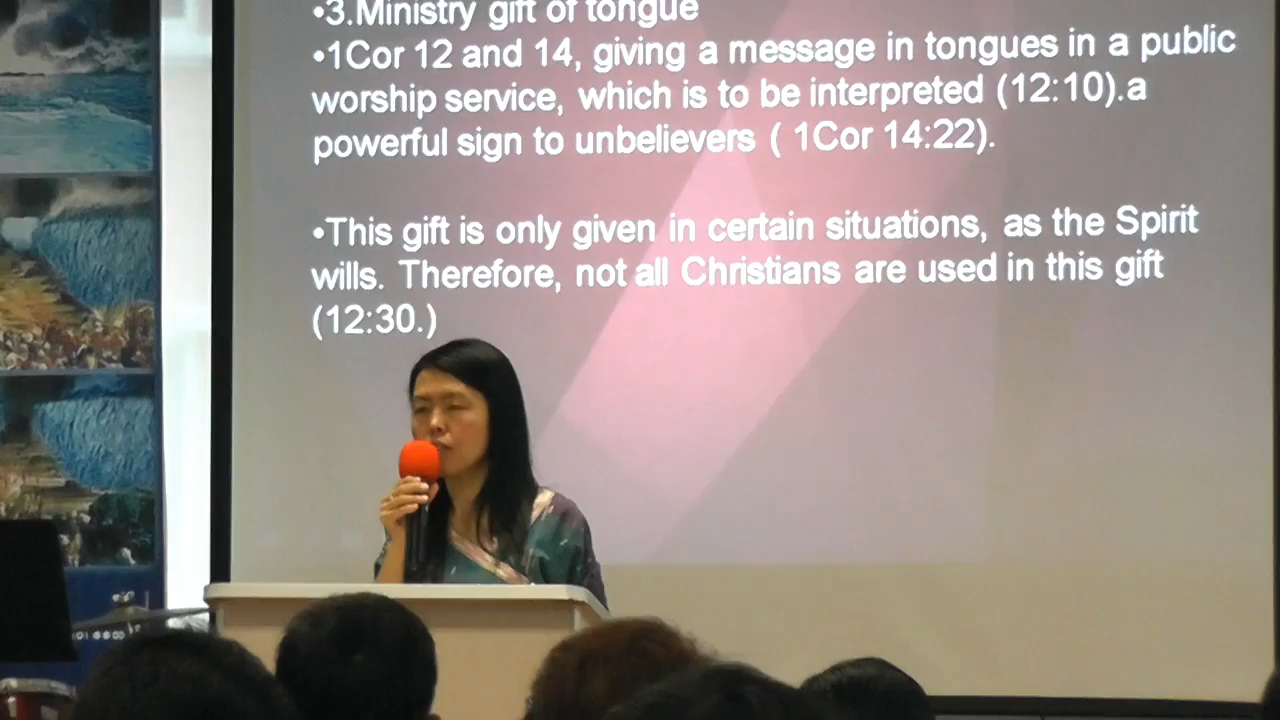 •3.Ministry gift of tongue
•1Cor 12 and 14, giving a message in tongues in a public
worship service, which is to be interpreted (12:10).a
powerful sign to unbelievers ( 1Cor 14:22).
•This gift is only given in certain situations, as the Spirit
wills. Therefore, not all Christians are used in this gift
(12:30.)